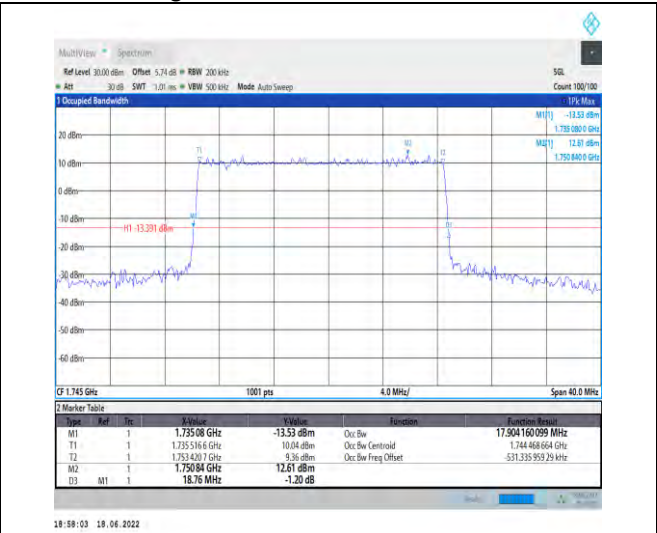 MultiView Spectrum
Ref Level 30.00 dBm Offset 5.74 dB RBW 200 kHz SGL
Att 30 dB SWT 1.01 ms VBW 500 kHz Mode Auto Sweep Count 100/100
1 Occupied Bandwidth 1Pk Max
M1[1] -13.53 dBm
1.735 080 0 GHz
20 dBm
M2[1] 12.61 dBm
1.750 840 0 GHz
T1 M2 T2
10 dBm
0 dBm
-10 dBm
M1
H1 -13.391 dBm
D3
-20 dBm
-30 dBm
-40 dBm
-50 dBm
-60 dBm
CF 1.745 GHz 1001 pts 4.0 MHz/ Span 40.0 MHz
2 Marker Table
Type Ref Trc X-Value Y-Value Function Function Result
M1 1 1.735 08 GHz -13.53 dBm Occ Bw 17.904 160 099 MHz
T1 1 1.735 516 6 GHz 10.04 dBm Occ Bw Centroid 1.744 468 664 GHz
T2 1 1.753 420 7 GHz 9.36 dBm Occ Bw Freq Offset -531.335 959 29 kHz
M2 1 1.750 84 GHz 12.61 dBm
D3 M1 1 18.76 MHz -1.20 dB
18:58:03 18.06.2022